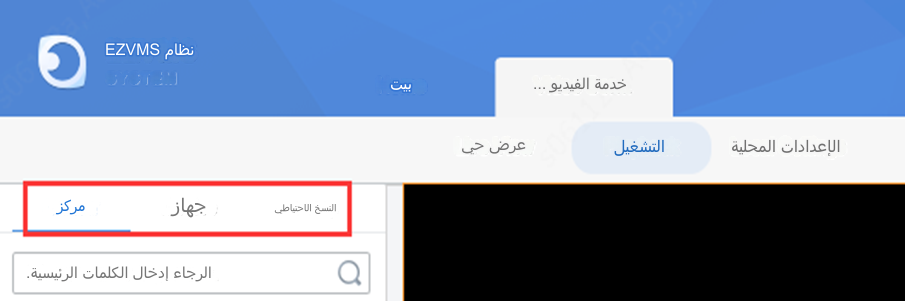 نظام EZVMS
بيت
خدمة الفيديو ...
عرض حي
التشغيل
الإعدادات المحلية
مركز
جهاز
النسخ الاحتياطي
الرجاء إدخال الكلمات الرئيسية.